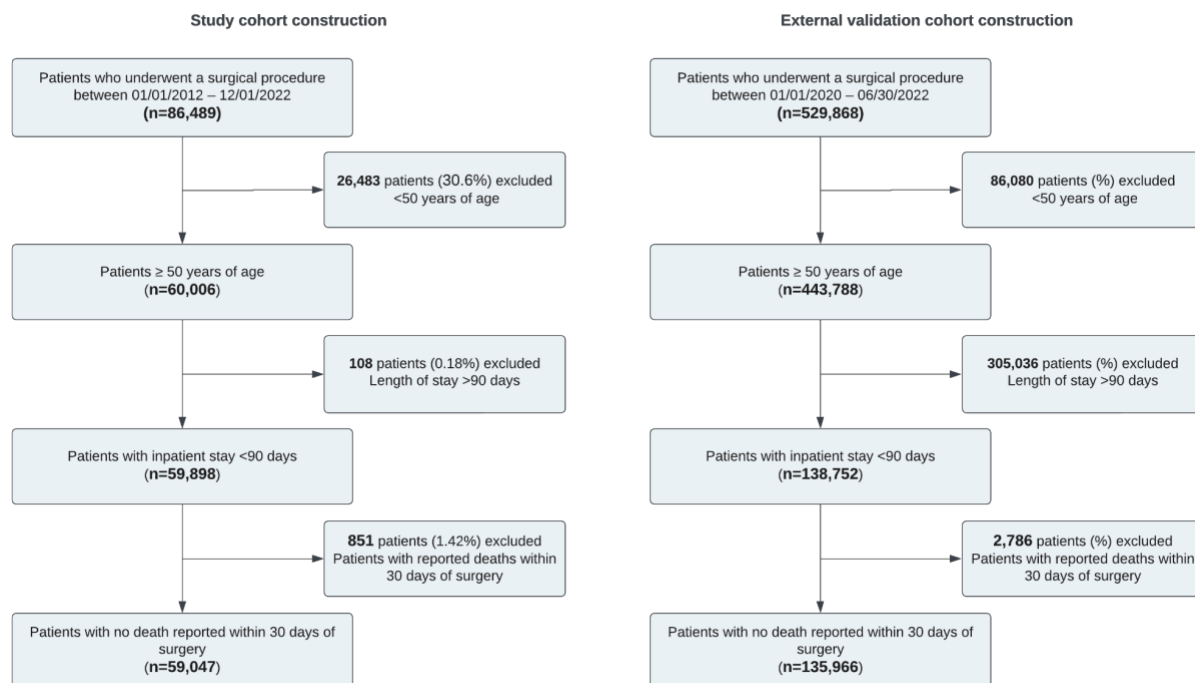 Study cohort construction
Patients who underwent a surgical procedure
between 01/01/2012 – 12/01/2022
(n=86,489)
26,483 patients (30.6%) excluded
<50 years of age
Patients ≥ 50 years of age
(n=60,006)
108 patients (0.18%) excluded
Length of stay >90 days
Patients with inpatient stay <90 days
(n=59,898)
851 patients (1.42%) excluded
Patients with reported deaths within
30 days of surgery
Patients with no death reported within 30 days of
surgery
(n=59,047)
External validation cohort construction
Patients who underwent a surgical procedure
between 01/01/2020 – 06/30/2022
(n=529,868)
86,080 patients (%) excluded
<50 years of age
Patients ≥ 50 years of age
(n=443,788)
305,036 patients (%) excluded
Length of stay >90 days
Patients with inpatient stay <90 days
(n=138,752)
2,786 patients (%) excluded
Patients with reported deaths within
30 days of surgery
Patients with no death reported within 30 days of
surgery
(n=135,966)